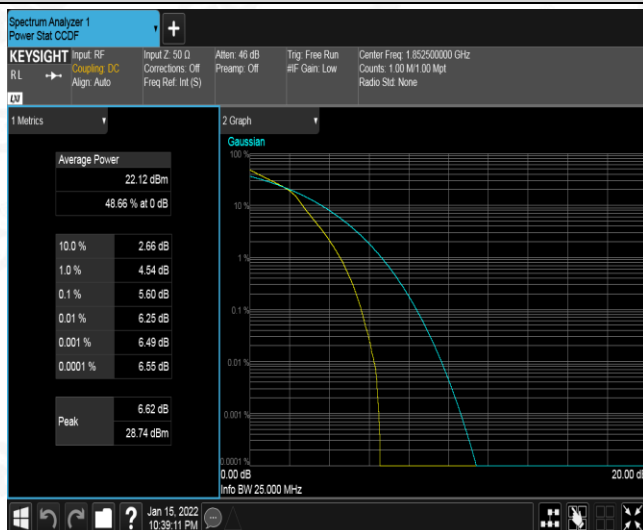 Spectrum Analyzer 1
Power Stat CCDF
+
KEYSIGHT
RL
LXI
Input: RF
Coupling: DC
Align: Auto
Input Z: 50 Ω
Corrections: Off
Freq Ref: Int (S)
Atten: 46 dB
Preamp: Off
Trig: Free Run
#IF Gain: Low
Center Freq: 1.852500000 GHz
Counts: 1.00 M/1.00 Mpt
Radio Std: None
1 Metrics
Average Power
22.12 dBm
48.66 % at 0 dB
10.0 % 2.66 dB
1.0 % 4.54 dB
0.1 % 5.60 dB
0.01 % 6.25 dB
0.001 % 6.49 dB
0.0001 % 6.55 dB
Peak
6.62 dB
28.74 dBm
2 Graph
Gaussian
100 %
10 %
1 %
0.1 %
0.01 %
0.001 %
0.0001 %
0.00 dB
20.00 dB
Info BW 25.000 MHz
?
Jan 15, 2022
10:39:11 PM